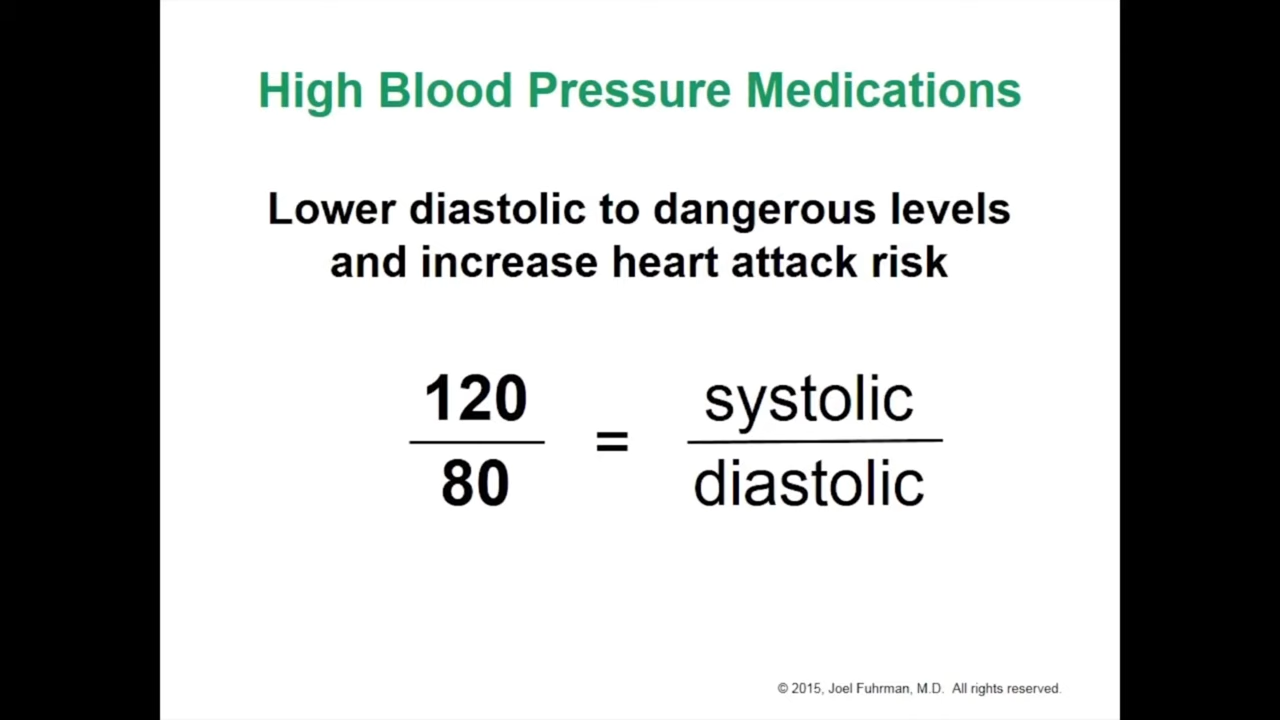 High Blood Pressure Medications
Lower diastolic to dangerous levels
and increase heart attack risk
120
80
=
systolic
diastolic
© 2015, Joel Fuhrman, M.D. All rights reserved.